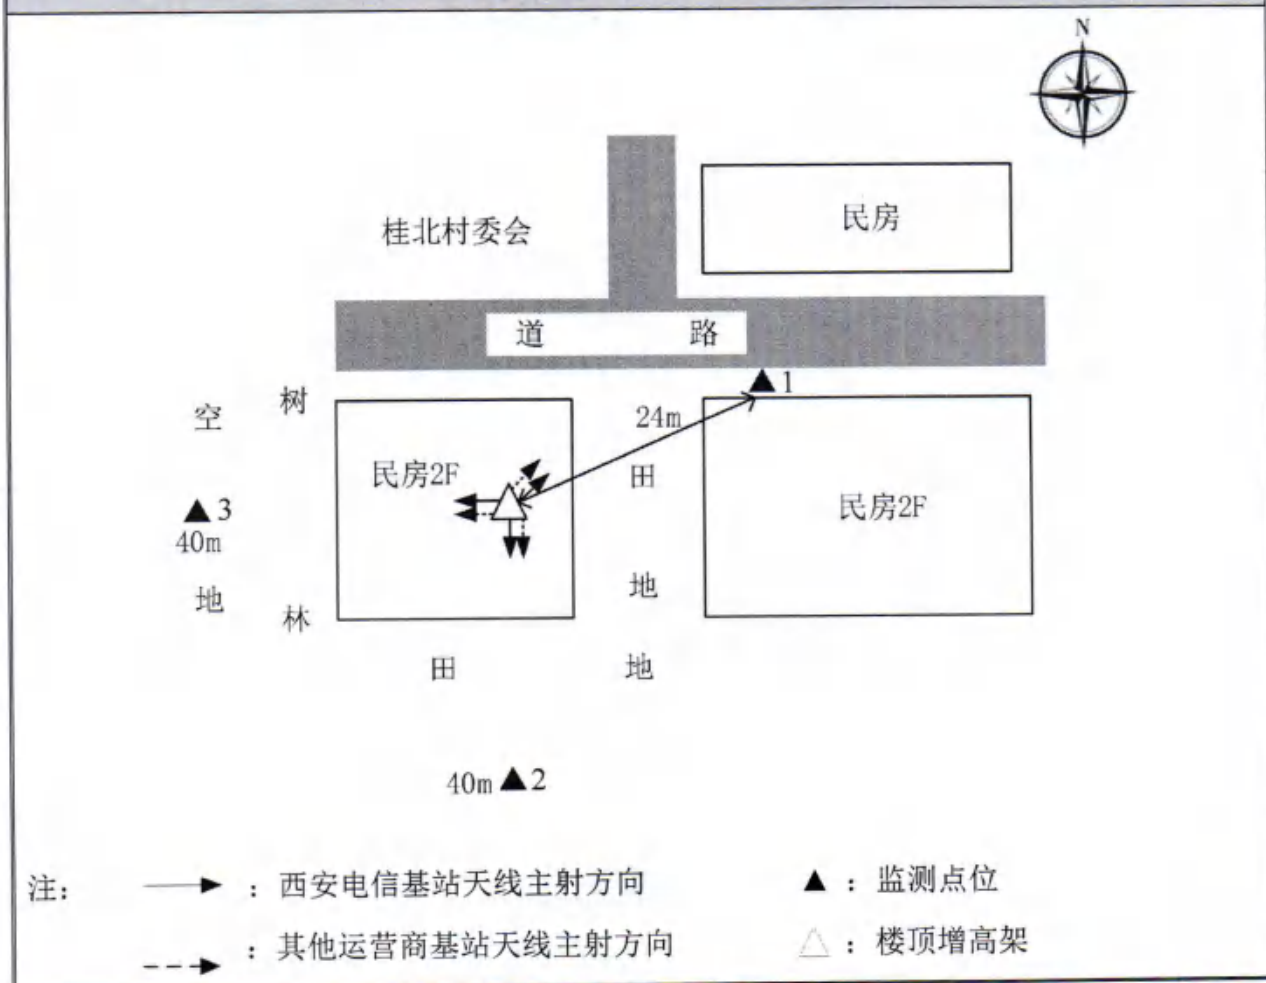 N
桂北村委会
民房
道 路
▲1
24m
空
树
民房2F
田
民房2F
▲3
40m
地
地
林
田 地
40m▲2
注：
：西安电信基站天线主射方向
▲：监测点位
：其他运营商基站天线主射方向
△：楼顶增高架